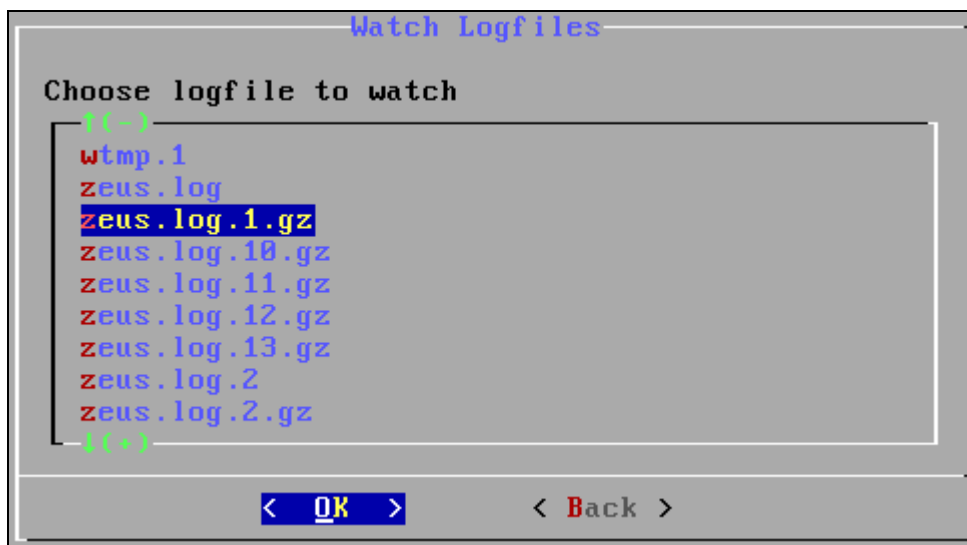 Watch Logfiles
Choose logfile to watch
↑(-)
wtmp.1
zeus.log
zeus.log.1.gz
zeus.log.10.gz
zeus.log.11.gz
zeus.log.12.gz
zeus.log.13.gz
zeus.log.2
zeus.log.2.gz
↓(+)
< OK > < Back >